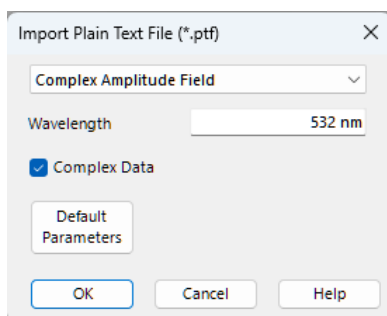 Import Plain Text File (*.ptf)
Complex Amplitude Field
Wavelength 532 nm
Complex Data
Default
Parameters
OK Cancel Help